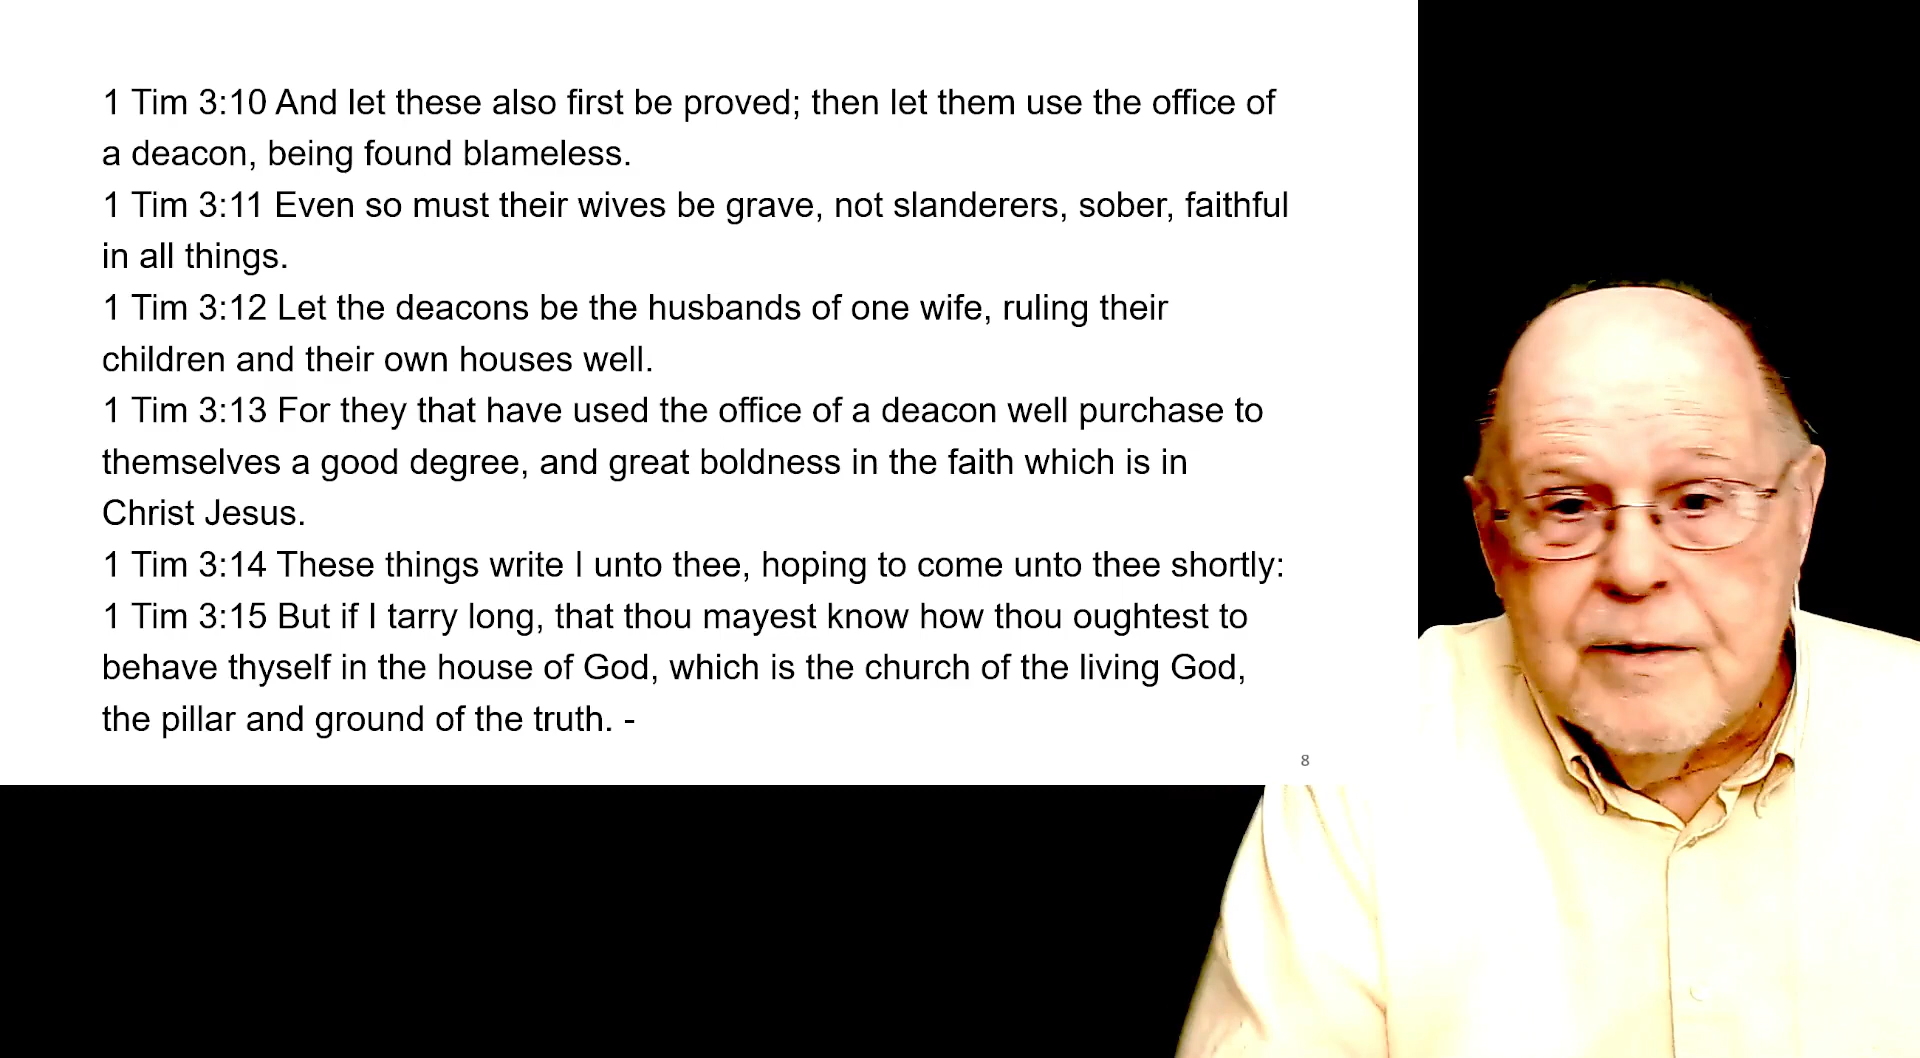 1 Tim 3:10 And let these also first be proved; then let them use the office of
a deacon, being found blameless.
1 Tim 3:11 Even so must their wives be grave, not slanderers, sober, faithful
in all things.
1 Tim 3:12 Let the deacons be the husbands of one wife, ruling their
children and their own houses well.
1 Tim 3:13 For they that have used the office of a deacon well purchase to
themselves a good degree, and great boldness in the faith which is in
Christ Jesus.
1 Tim 3:14 These things write I unto thee, hoping to come unto thee shortly:
1 Tim 3:15 But if I tarry long, that thou mayest know how thou oughtest to
behave thyself in the house of God, which is the church of the living God,
the pillar and ground of the truth. -
8